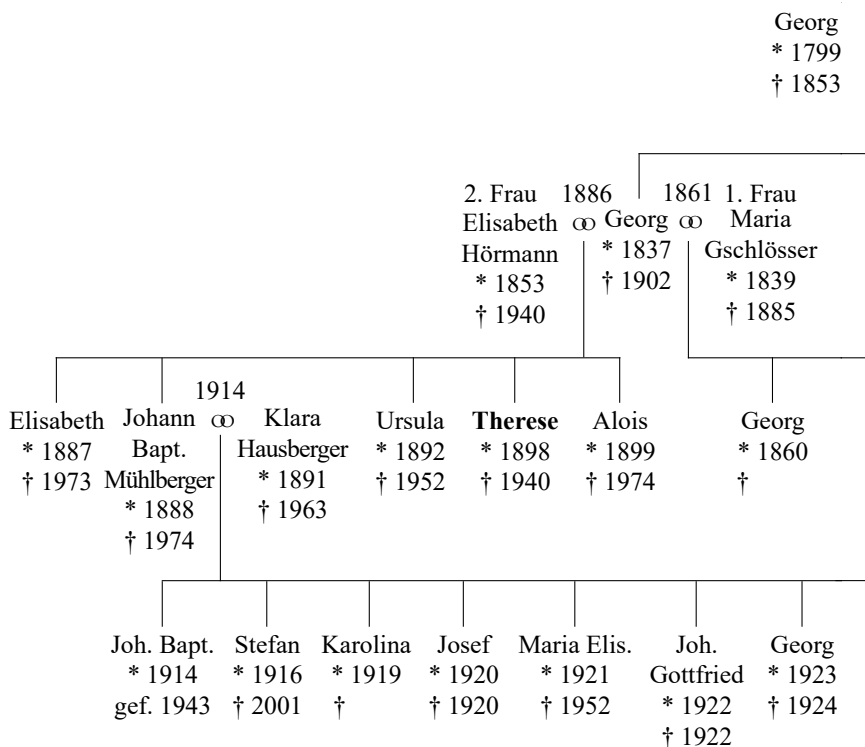 Georg
* 1799
† 1853
2. Frau 1886 1861 1. Frau
Elisabeth ∞ Georg ∞ Maria
Hörmann * 1837 Gschlösser
* 1853 † 1902 * 1839
† 1940 † 1885
1914
Elisabeth Johann ∞ Klara Ursula Therese Alois Georg
* 1887 Bapt. Hausberger * 1892 * 1898 * 1899 * 1860
† 1973 Mühlberger * 1891 † 1952 † 1940 † 1974 †
* 1888 † 1963
† 1974
Joh. Bapt. Stefan Karolina Josef Maria Elis. Joh. Georg
* 1914 * 1916 * 1919 * 1920 * 1921 Gottfried * 1923
gef. 1943 † 2001 † † 1920 † 1952 * 1922 † 1924
† 1922